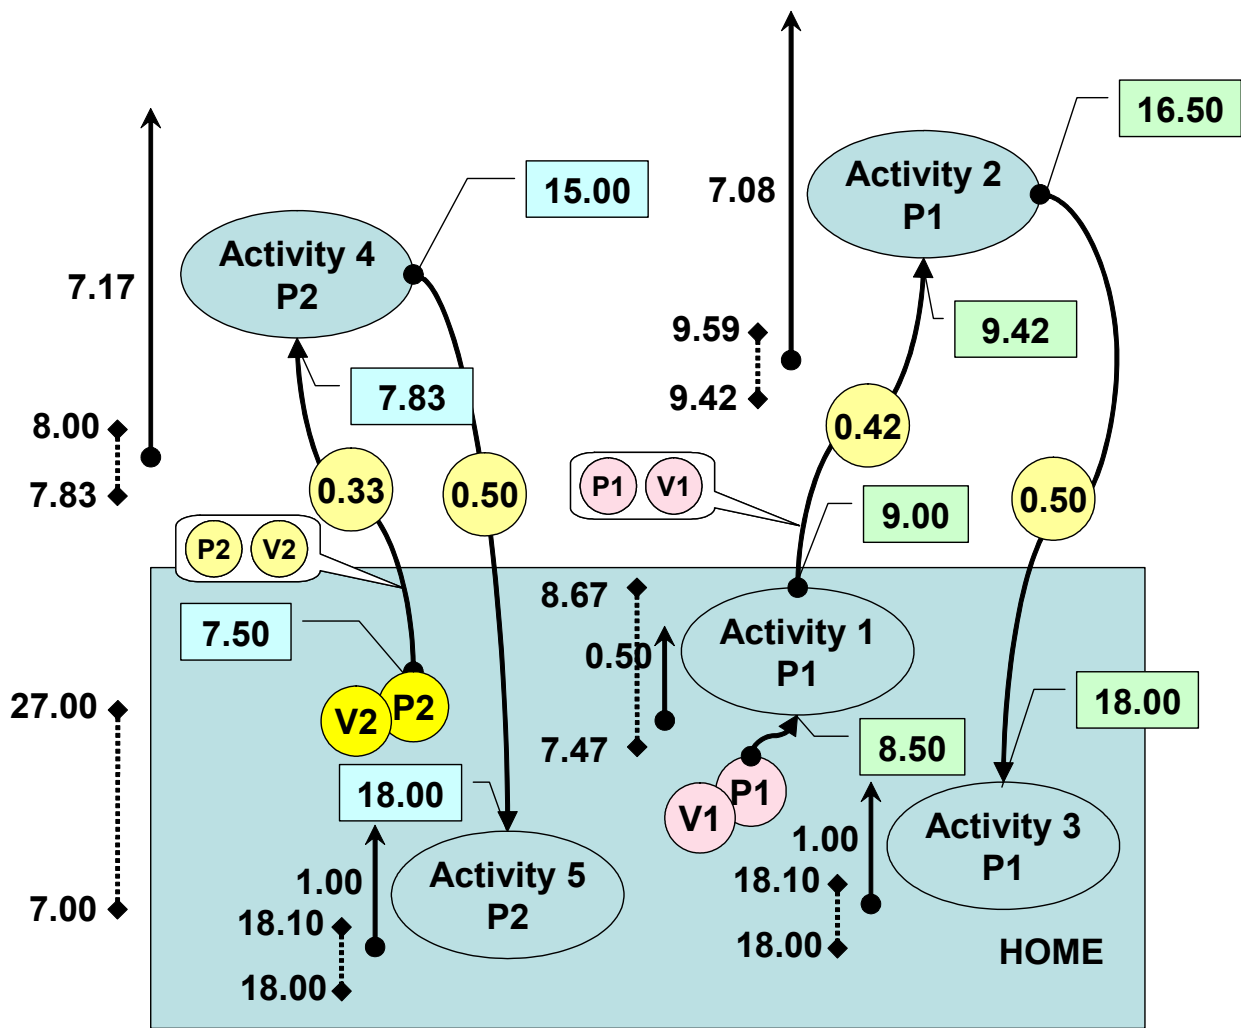 16.50
Activity 2
P1
7.08
15.00
Activity 4
P2
7.17
9.59
9.42
9.42
7.83
8.00
7.83
0.42
0.33
0.50
P1 V1
0.50
9.00
P2 V2
8.67
7.50
Activity 1
P1
0.50
27.00
V2 P2
18.00
7.47
8.50
18.00
V1 P1
Activity 3
P1
1.00
Activity 5
P2
1.00
18.10
7.00
18.10
18.00
HOME
18.00